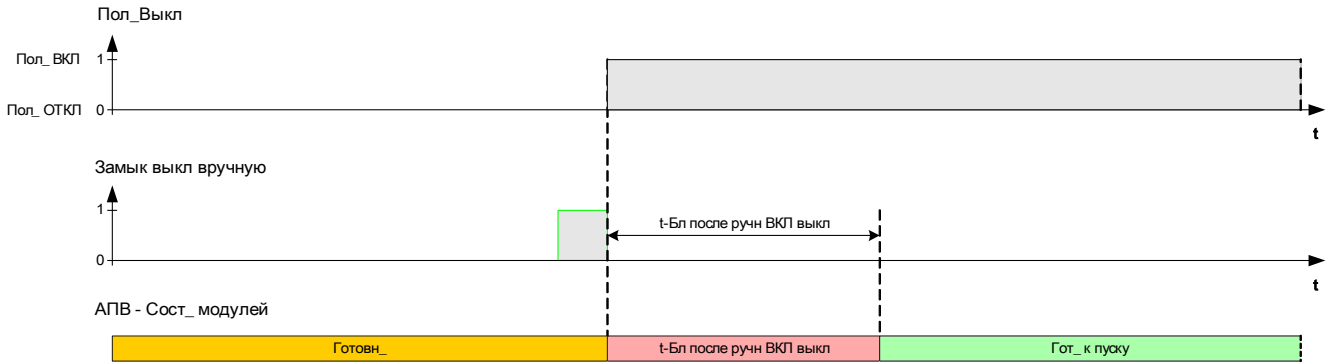 Пол_Выкл
Пол_ ВКЛ 1
Пол_ ОТКЛ 0
t
Замык выкл вручную
1
t-Бл после ручн ВКЛ выкл
0
t
АПВ - Сост_ модулей
Готовн_ t-Бл после ручн ВКЛ выкл Гот_ к пуску